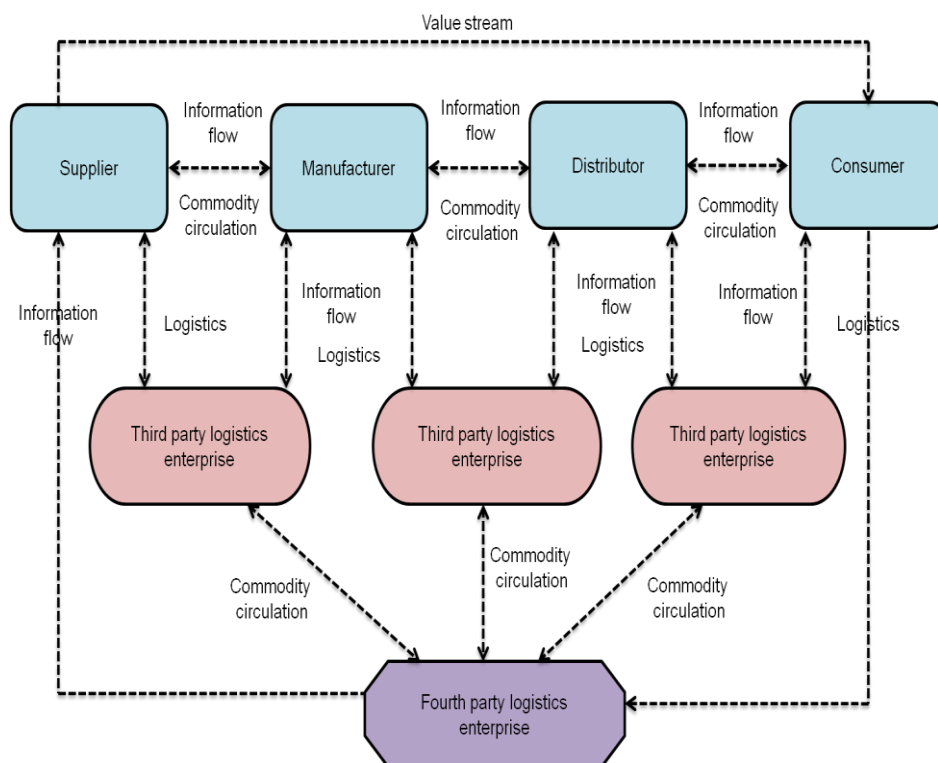 Value stream
Information
flow
Information
flow
Information
flow
Supplier
Manufacturer
Distributor
Consumer
Commodity
circulation
Commodity
circulation
Commodity
circulation
Information
flow
Logistics
Information
flow
Logistics
Information
flow
Logistics
Information
flow
Logistics
Third party logistics
enterprise
Third party logistics
enterprise
Third party logistics
enterprise
Commodity
circulation
Commodity
circulation
Commodity
circulation
Fourth party logistics
enterprise